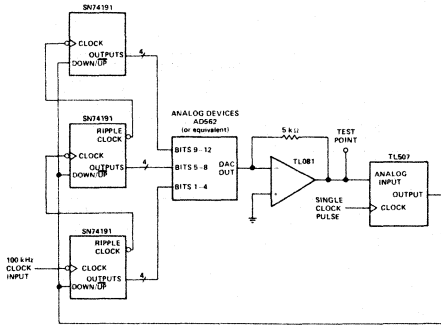 SN74191
CLOCK
OUTPUTS
4
DOWN/UP
SN74191
RIPPLE
CLOCK
CLOCK
OUTPUTS
4
DOWN/UP
SN74191
RIPPLE
CLOCK
100 kHz
CLOCK
INPUT
CLOCK
OUTPUTS
4
DOWN/UP
ANALOG DEVICES
AD562
(or equivalent)
BITS 9-12
BITS 5-8
BITS 1-4
DAC
OUT
5 kΩ
−
+
TL081
TEST
POINT
SINGLE
CLOCK
PULSE
TL507
ANALOG
INPUT
OUTPUT
CLOCK